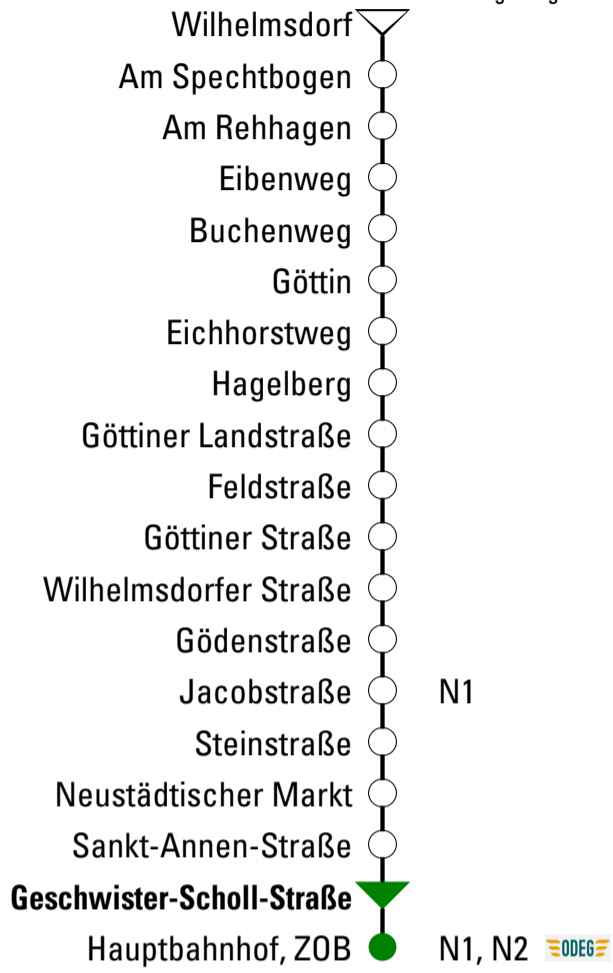 Wilhelmsdorf
Am Spechtbogen
Am Rehhagen
Eibenweg
Buchenweg
Göttin
Eichhorstweg
Hagelberg
Göttiner Landstraße
Feldstraße
Göttiner Straße
Wilhelmsdorfer Straße
Gödenstraße
Jacobstraße N1
Steinstraße
Neustädtischer Markt
Sankt-Annen-Straße
Geschwister-Scholl-Straße
Hauptbahnhof, ZOB N1, N2 ODEG